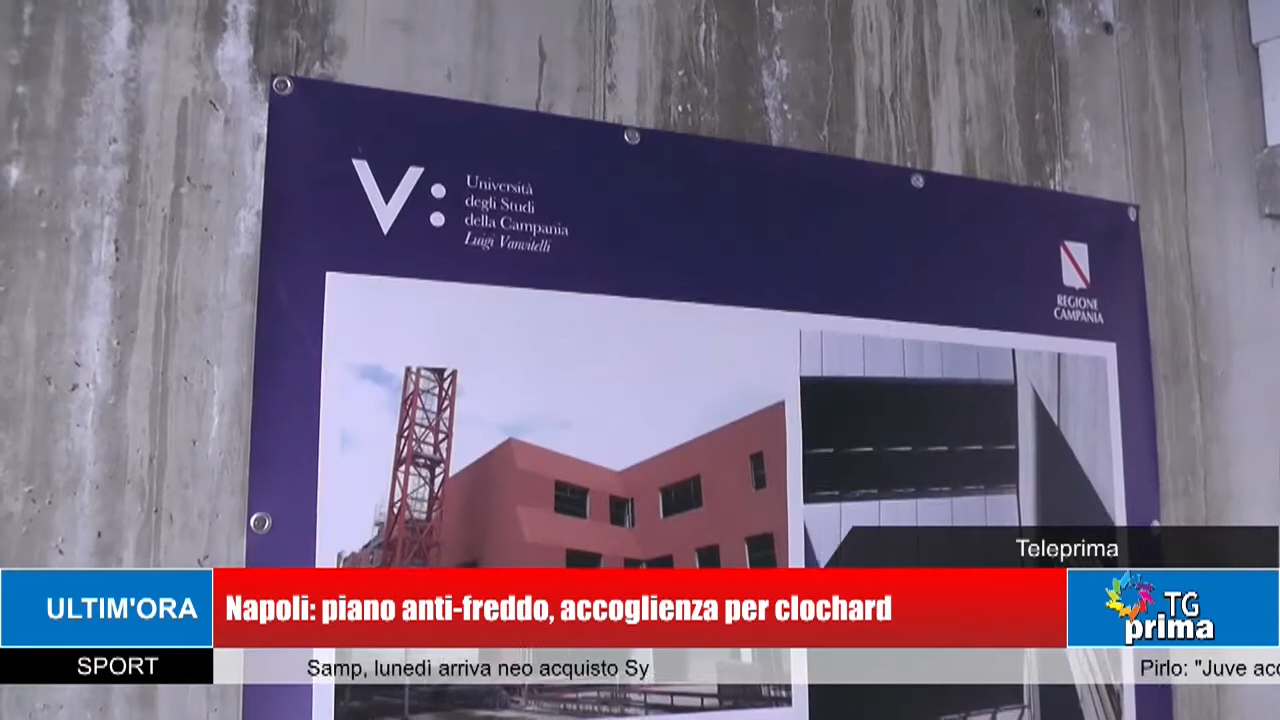 V:
Università
degli Studi
della Campania
Luigi Vanvitelli
REGIONE
CAMPANIA
Teleprima
ULTIM'ORA
Napoli: piano anti-freddo, accoglienza per clochard
TG
prima
SPORT
Samp, lunedì arriva neo acquisto Sy
Pirlo: "Juve acc